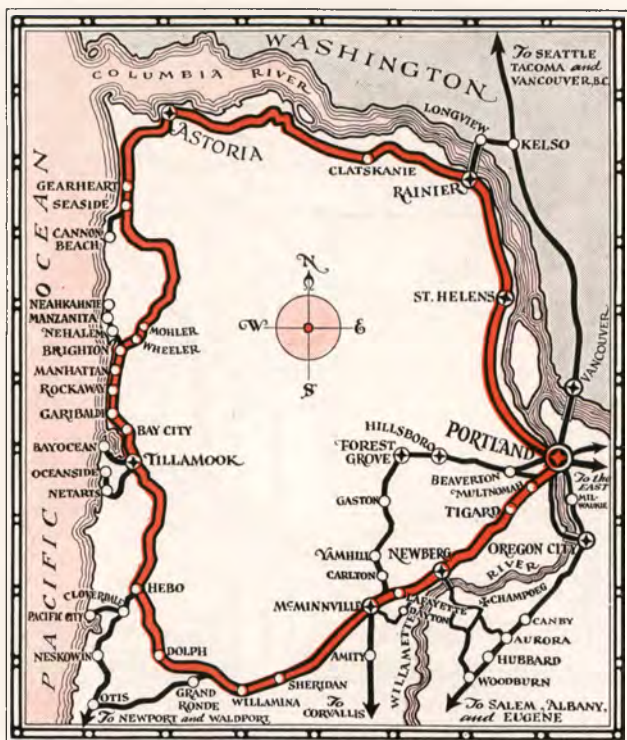 WASHINGTON
To SEATTLE
TACOMA and
VANCOUVER, B.C.
COLUMBIA RIVER
LONGVIEW
KELSO
ASTORIA
CLATSKANIE
RAINIER
GEARHEART
SEASIDE
CANNON
BEACH
PACIFIC OCEAN
N
W
E
S
ST. HELENS
NEAHKAHNIE
MANZANITA
NEHALEM
MOHLER
WHEELER
BRIGHTON
MANHATTAN
ROCKAWAY
GARIBALDI
VANCOUVER
BAY CITY
BAYOCEAN
TILLAMOOK
OCEANSIDE
NETARTS
HILLSBORO
FOREST
GROVE
PORTLAND
BEAVERTON
MULTNOMAH
To the
EAST
MIL-
WAUKIE
TIGARD
GASTON
OREGON CITY
YAMHILL
CARLTON
NEWBERG
WILLAMETTE RIVER
CHAMPOEG
LAFAYETTE
DAYTON
McMINNVILLE
HEBO
CLOVERDALE
PACIFIC CITY
CANBY
AURORA
HUBBARD
WOODBURN
NESKOWIN
DOLPH
AMITY
SHERIDAN
WILLAMINA
GRAND
RONDE
OTIS
To NEWPORT and WALDPORT
To
CORVALLIS
To SALEM, ALBANY,
and EUGENE